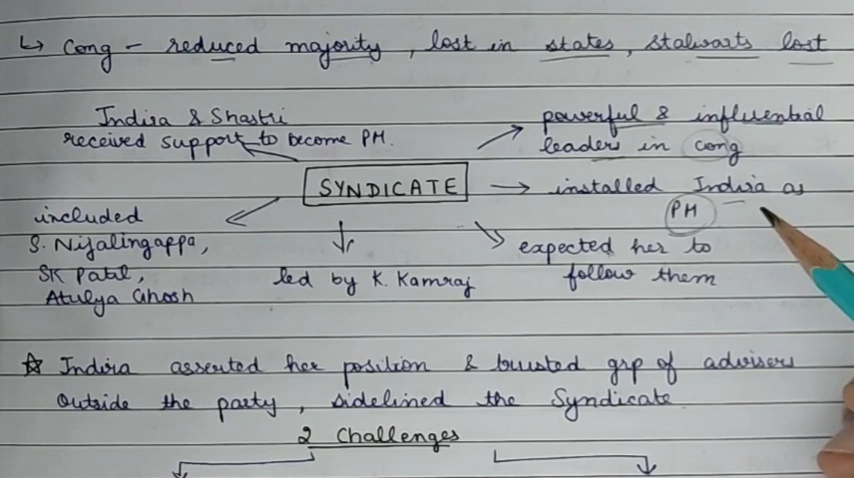 ↳ Cong - reduced majority, lost in states, stalwarts lost
Indira & Shastri
received support to become PM.
powerful & influential
leaders in cong
SYNDICATE
→ installed Indira as
PM
included
S. Nijalingappa,
SK Patil,
Atulya Ghosh
led by K. Kamraj
expected her to
follow them
☆ Indira asserted her position & trusted grp of advisers
outside the party, sidelined the Syndicate
2 Challenges